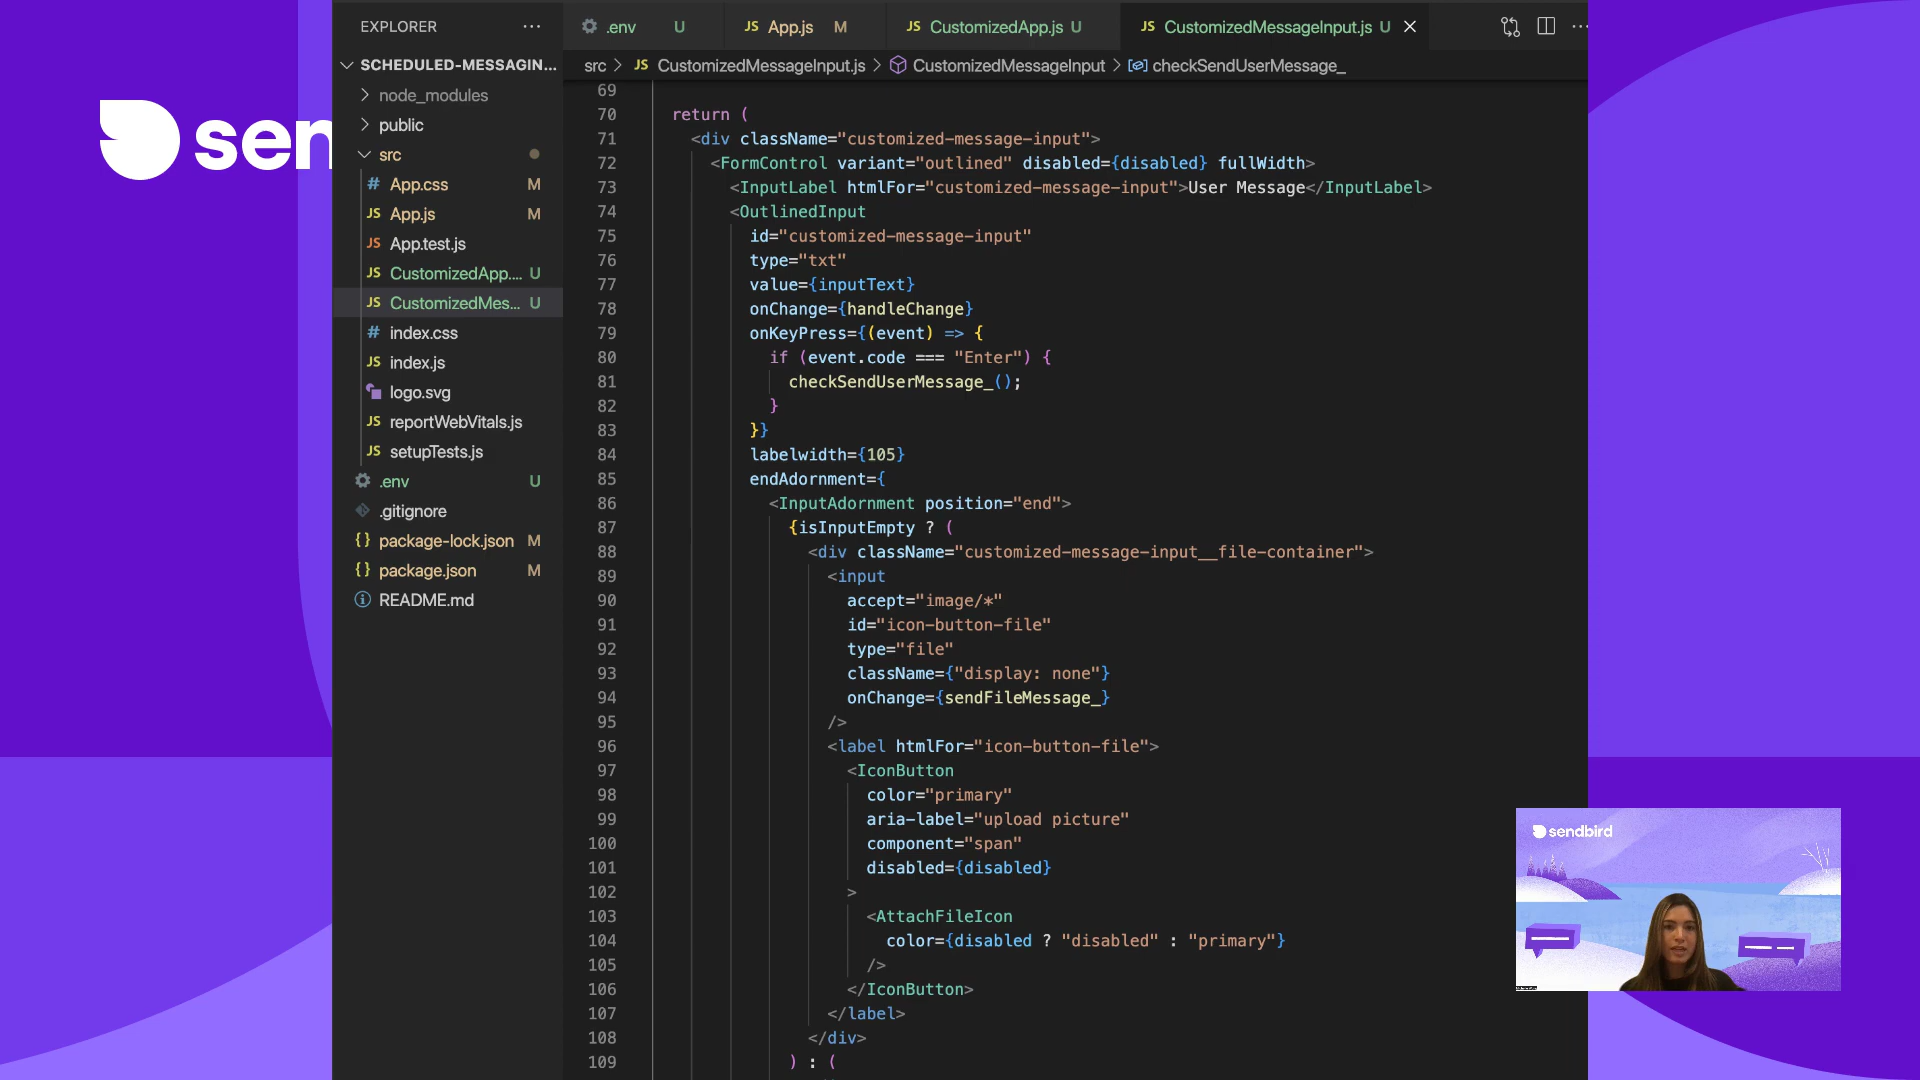 sen
EXPLORER
SCHEDULED-MESSAGIN...
node_modules
public
src
App.css M
App.js M
App.test.js
CustomizedApp.... U
CustomizedMes... U
index.css
index.js
logo.svg
reportWebVitals.js
setupTests.js
.env U
.gitignore
package-lock.json M
package.json M
README.md
.env U
JS App.js M
JS CustomizedApp.js U
JS CustomizedMessageInput.js U
src > JS CustomizedMessageInput.js > CustomizedMessageInput > checkSendUserMessage_
69
70 return (
71 <div className="customized-message-input">
72 <FormControl variant="outlined" disabled={disabled} fullWidth>
73 <InputLabel htmlFor="customized-message-input">User Message</InputLabel>
74 <OutlinedInput
75 id="customized-message-input"
76 type="txt"
77 value={inputText}
78 onChange={handleChange}
79 onKeyPress={(event) => {
80 if (event.code === "Enter") {
81 checkSendUserMessage_();
82 }
83 }}
84 labelwidth={105}
85 endAdornment={
86 <InputAdornment position="end">
87 {isInputEmpty ? (
88 <div className="customized-message-input__file-container">
89 <input
90 accept="image/*"
91 id="icon-button-file"
92 type="file"
93 className={"display: none"}
94 onChange={sendFileMessage_}
95 />
96 <label htmlFor="icon-button-file">
97 <IconButton
98 color="primary"
99 aria-label="upload picture"
100 component="span"
101 disabled={disabled}
102 >
103 <AttachFileIcon
104 color={disabled ? "disabled" : "primary"}
105 />
106 </IconButton>
107 </label>
108 </div>
109 ) : (
sendbird